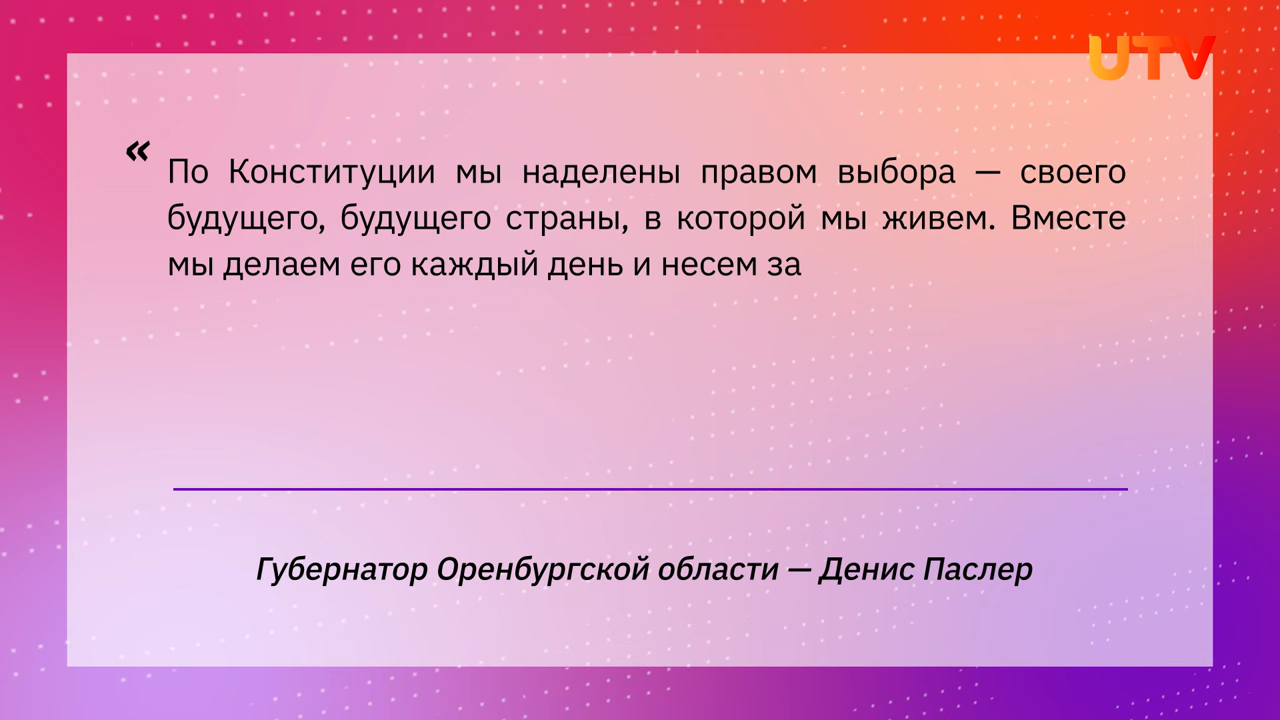 UTV
«
По Конституции мы наделены правом выбора — своего
будущего, будущего страны, в которой мы живем. Вместе
мы делаем его каждый день и несем за
Губернатор Оренбургской области — Денис Паслер